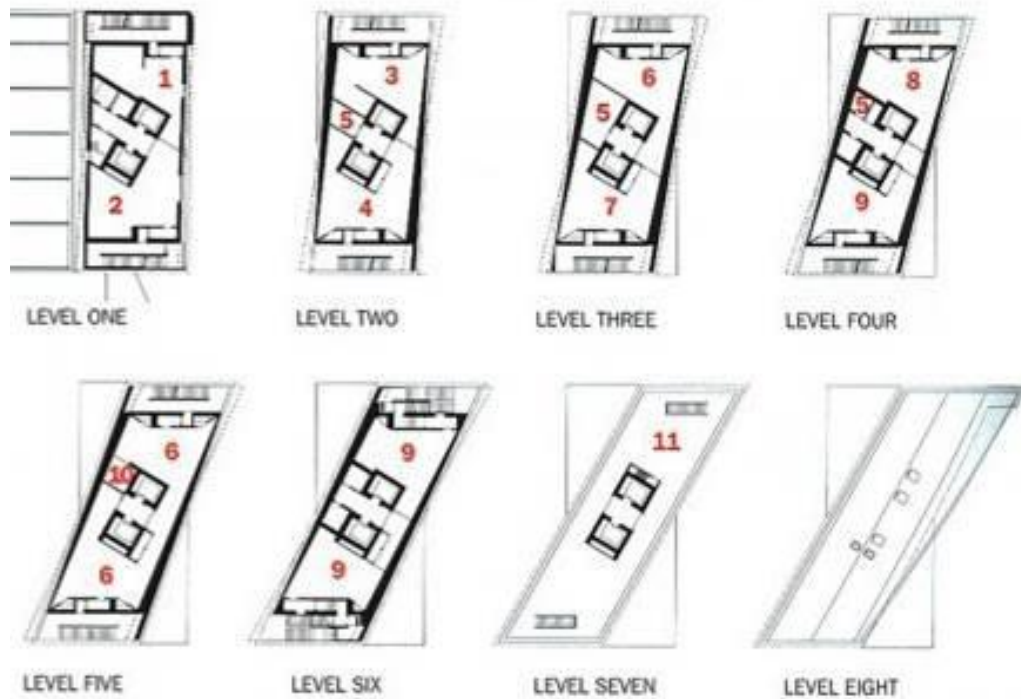 1
2
3
5
4
6
5
7
8
5
9
LEVEL ONE
LEVEL TWO
LEVEL THREE
LEVEL FOUR
6
10
6
9
9
11
LEVEL FIVE
LEVEL SIX
LEVEL SEVEN
LEVEL EIGHT